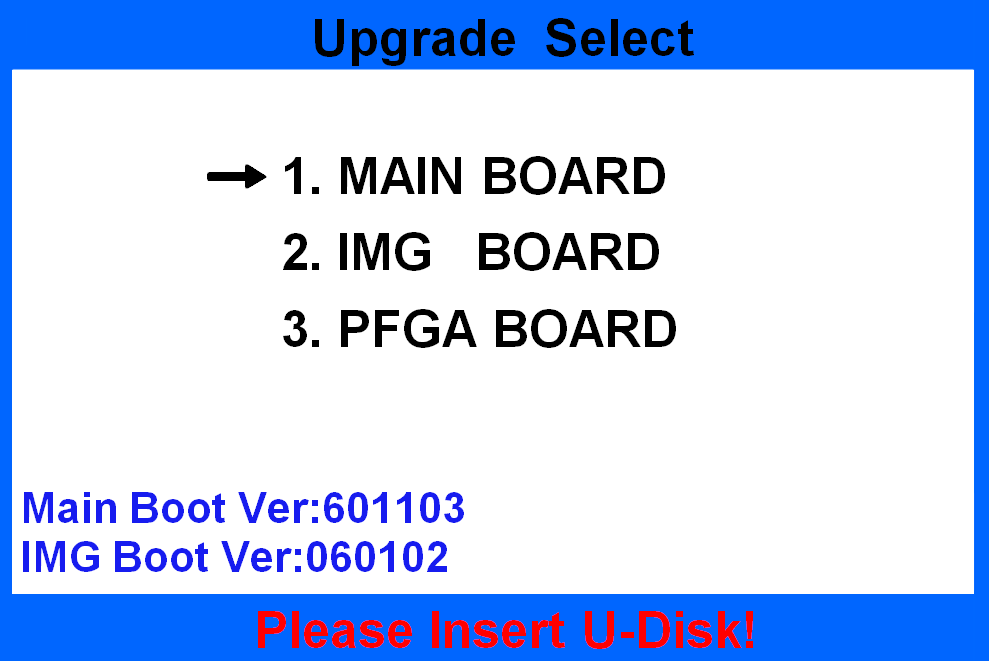 Upgrade Select
1. MAIN BOARD
2. IMG BOARD
3. PFGA BOARD
Main Boot Ver:601103
IMG Boot Ver:060102
Please Insert U-Disk!